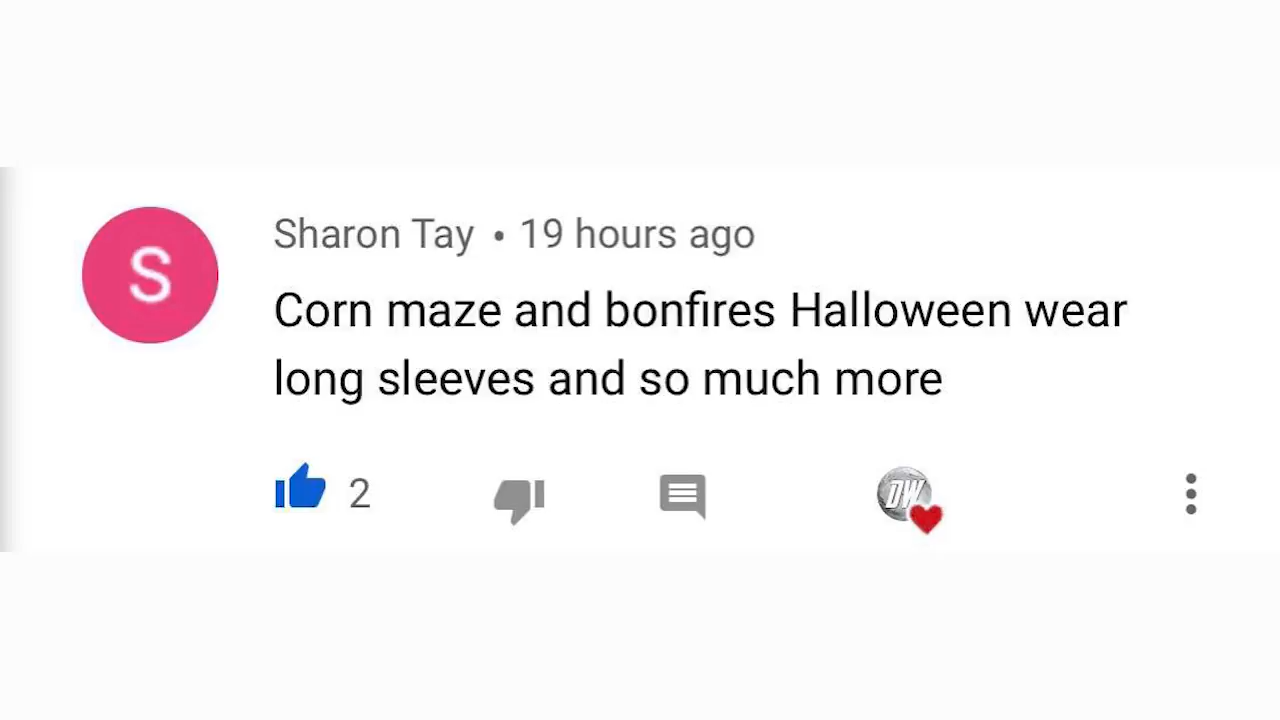 S
Sharon Tay • 19 hours ago
Corn maze and bonfires Halloween wear
long sleeves and so much more
2
DW